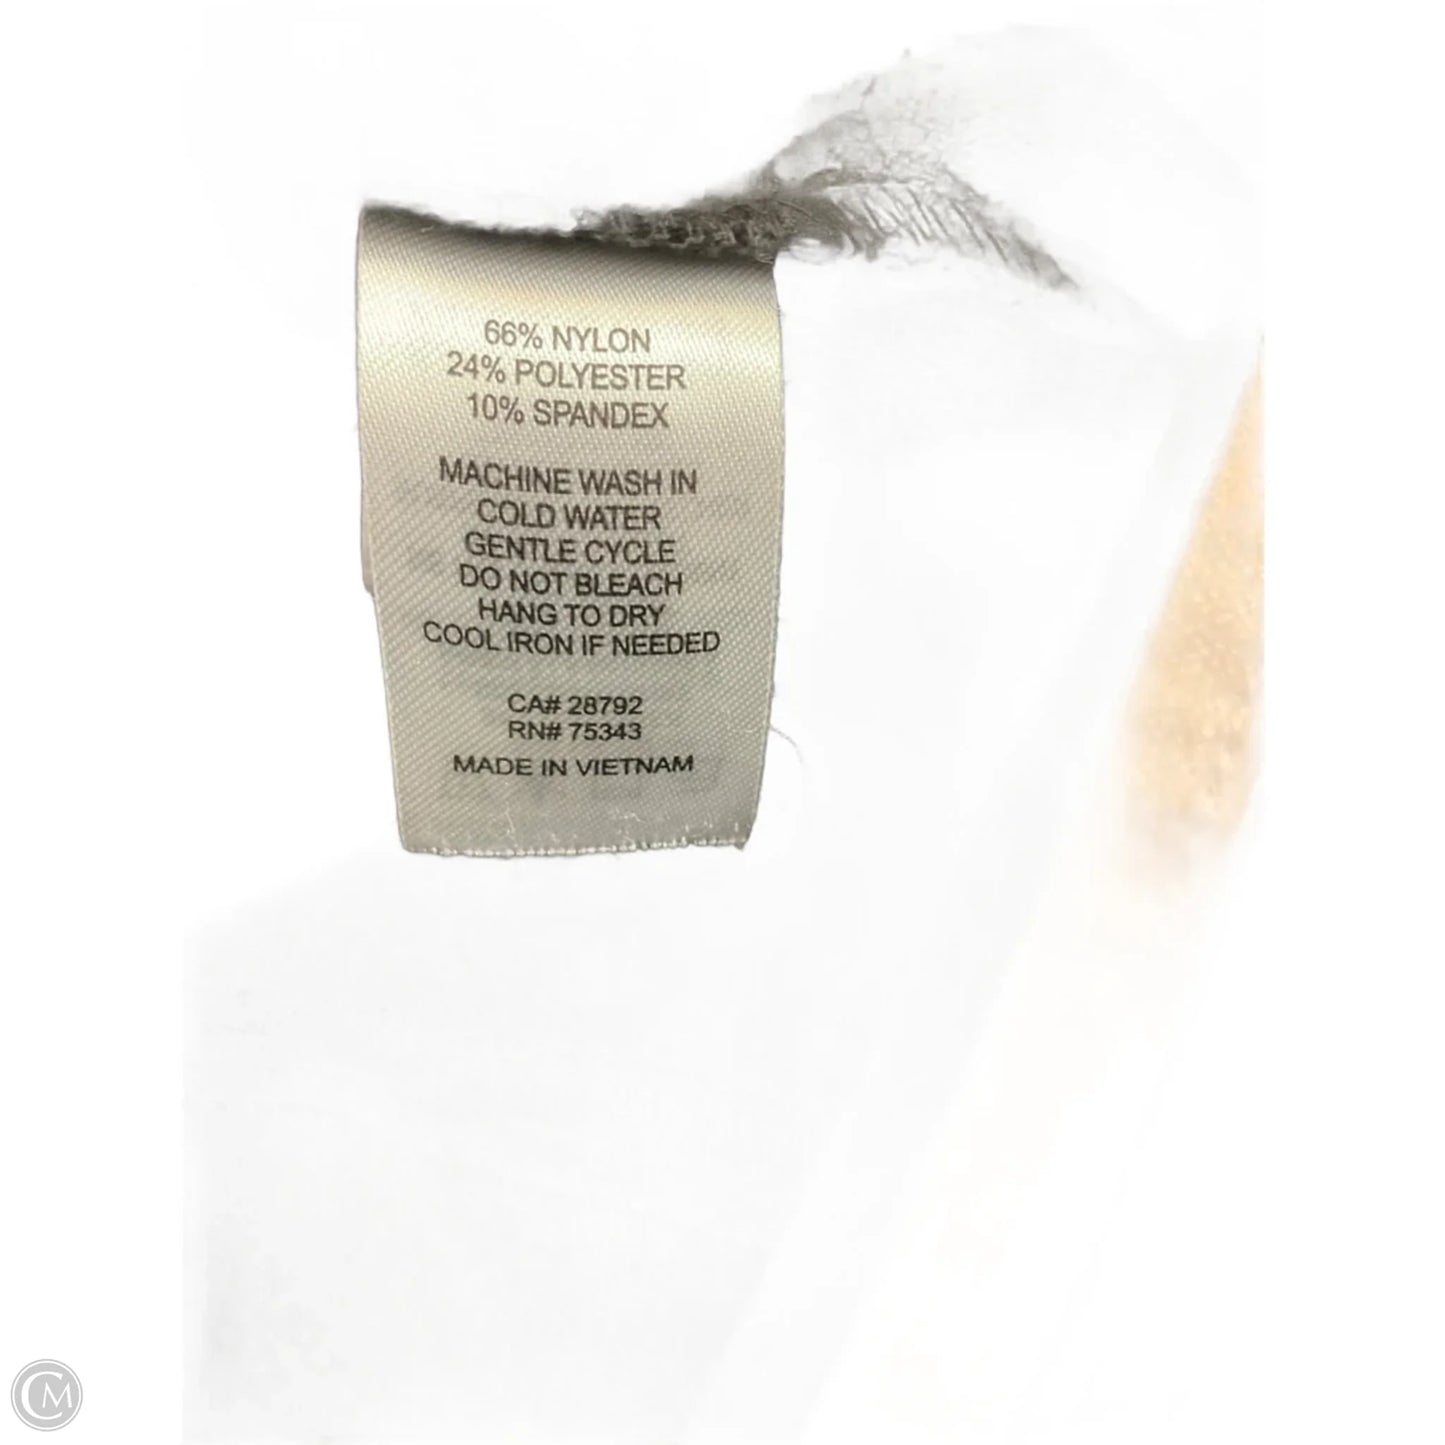 66% NYLON
24% POLYESTER
10% SPANDEX
MACHINE WASH IN
COLD WATER
GENTLE CYCLE
DO NOT BLEACH
HANG TO DRY
COOL IRON IF NEEDED
CA# 28792
RN# 75343
MADE IN VIETNAM
CM